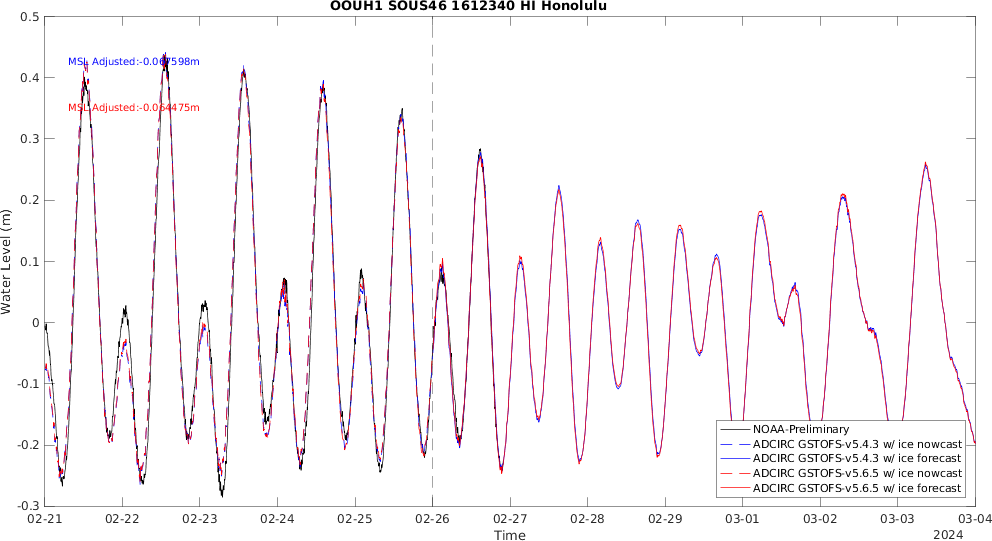 OOUH1 SOUS46 1612340 HI Honolulu
0.5
0.4
0.3
0.2
0.1
0
-0.1
-0.2
-0.3
Water Level (m)
MSL Adjusted:-0.067598m
MSL Adjusted:-0.064475m
NOAA-Preliminary
ADCIRC GSTOFS-v5.4.3 w/ ice nowcast
ADCIRC GSTOFS-v5.4.3 w/ ice forecast
ADCIRC GSTOFS-v5.6.5 w/ ice nowcast
ADCIRC GSTOFS-v5.6.5 w/ ice forecast
02-21 02-22 02-23 02-24 02-25 02-26 02-27 02-28 02-29 03-01 03-02 03-03 03-04
Time
2024